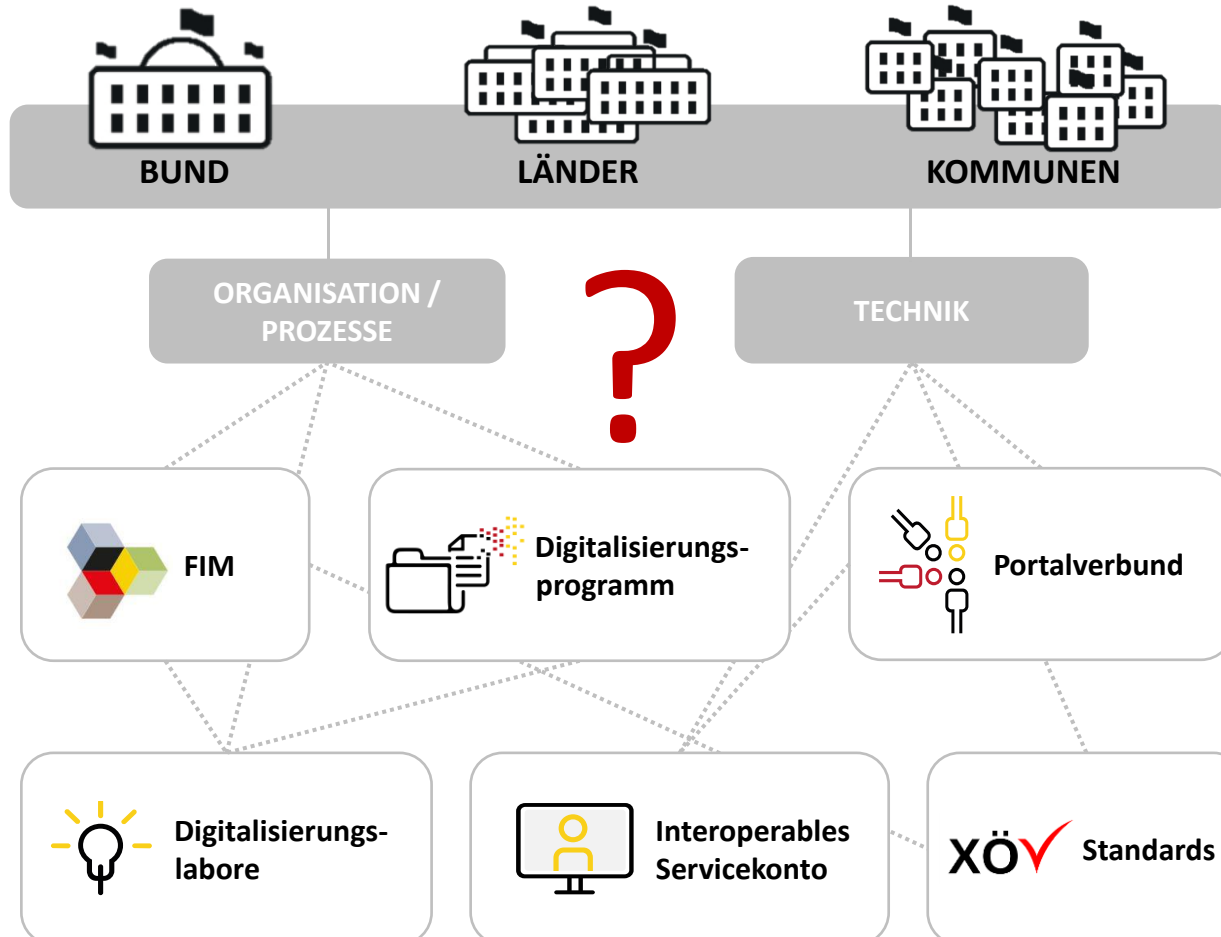 BUND
LÄNDER
KOMMUNEN
ORGANISATION /
PROZESSE
?
TECHNIK
FIM
Digitalisierungs-
programm
Portalverbund
Digitalisierungs-
labore
Interoperables
Servicekonto
XÖV Standards